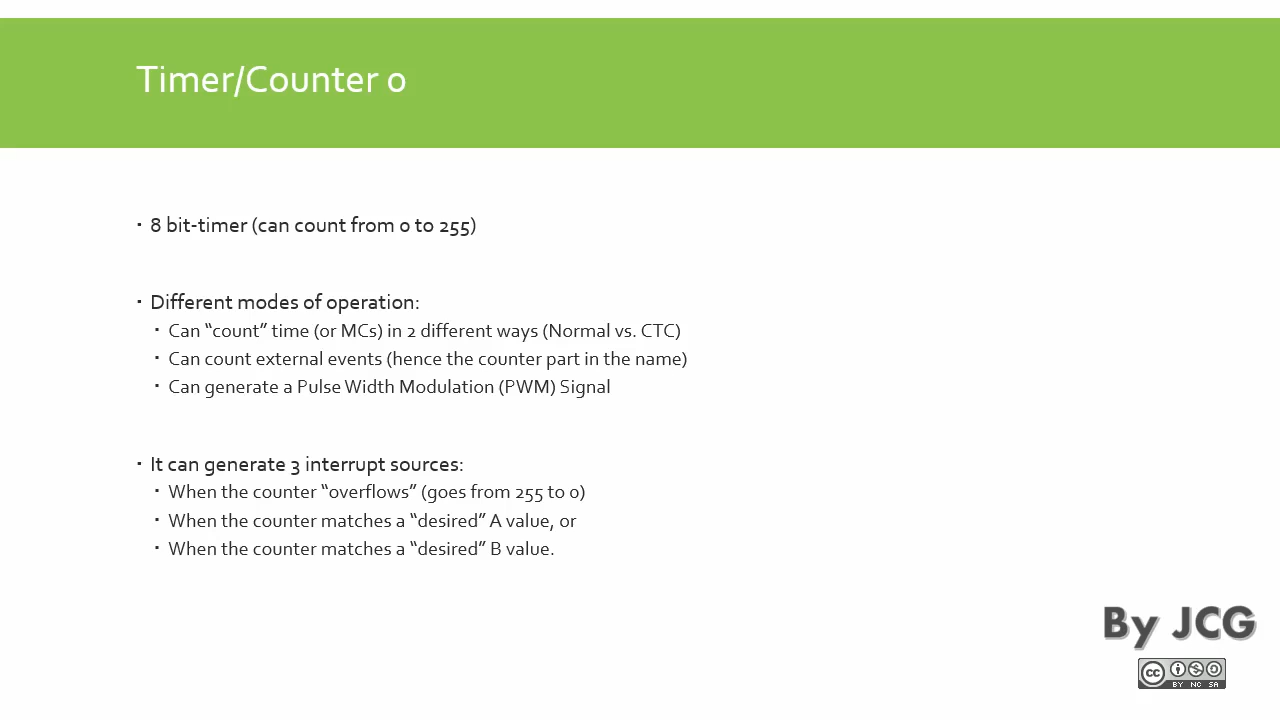 Timer/Counter 0
▪ 8 bit-timer (can count from 0 to 255)
▪ Different modes of operation:
▪ Can “count” time (or MCs) in 2 different ways (Normal vs. CTC)
▪ Can count external events (hence the counter part in the name)
▪ Can generate a Pulse Width Modulation (PWM) Signal
▪ It can generate 3 interrupt sources:
▪ When the counter “overflows” (goes from 255 to 0)
▪ When the counter matches a “desired” A value, or
▪ When the counter matches a “desired” B value.
By JCG
cc
BY NC SA